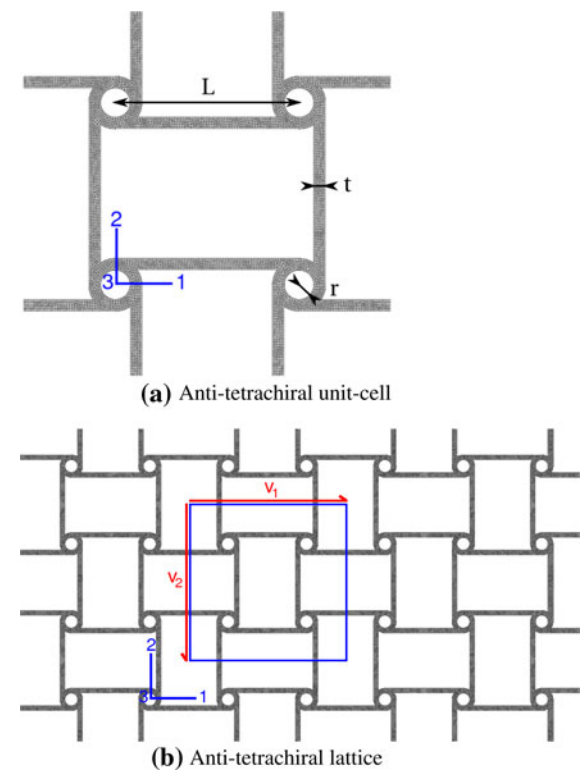 L
t
2
3 1
r
(a) Anti-tetrachiral unit-cell
V1
V2
2
3 1
(b) Anti-tetrachiral lattice